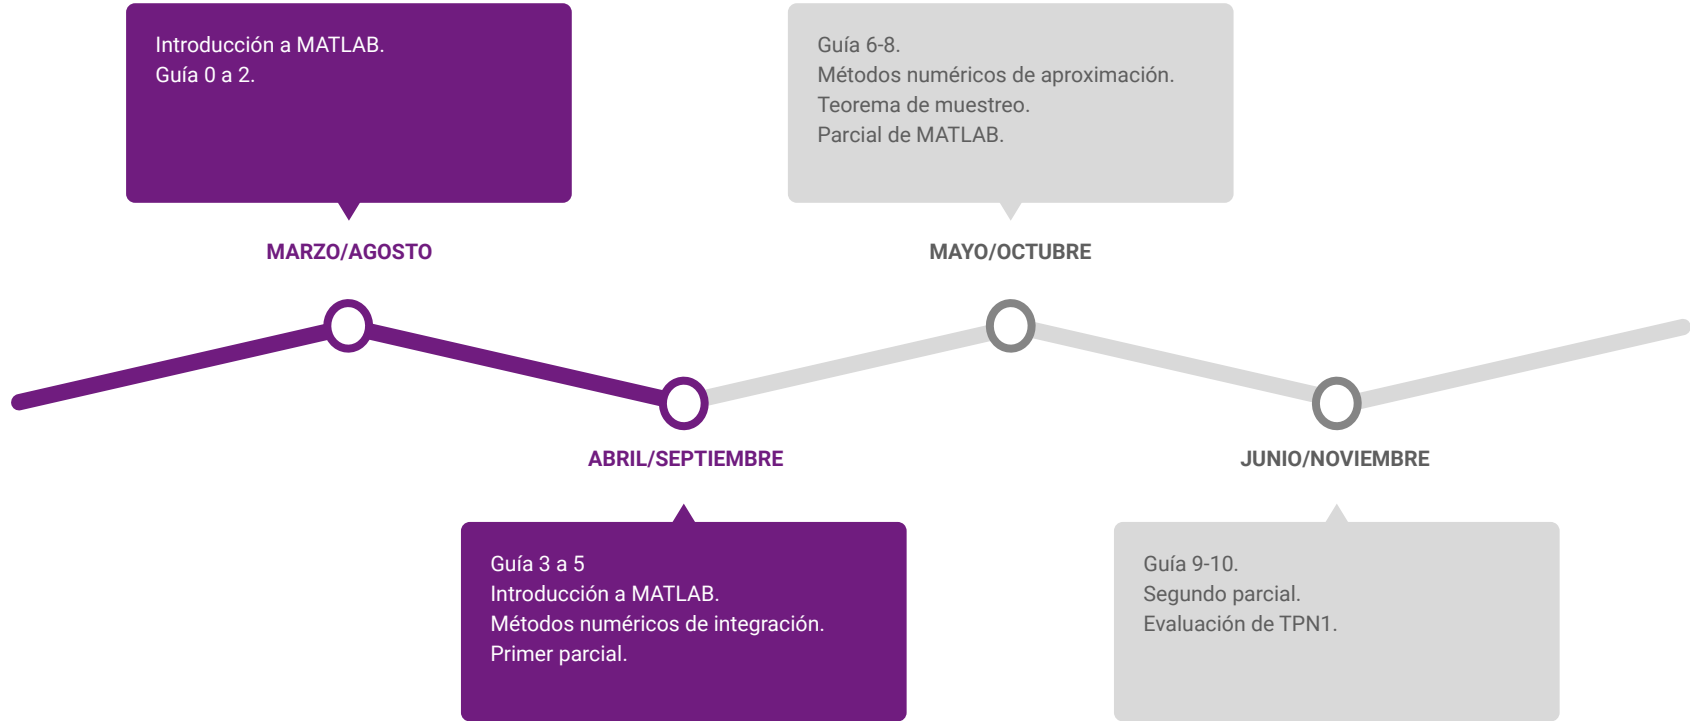 Introducción a MATLAB.
Guía 0 a 2.
MARZO/AGOSTO
Guía 6-8.
Métodos numéricos de aproximación.
Teorema de muestreo.
Parcial de MATLAB.
MAYO/OCTUBRE
ABRIL/SEPTIEMBRE
Guía 3 a 5
Introducción a MATLAB.
Métodos numéricos de integración.
Primer parcial.
JUNIO/NOVIEMBRE
Guía 9-10.
Segundo parcial.
Evaluación de TPN1.